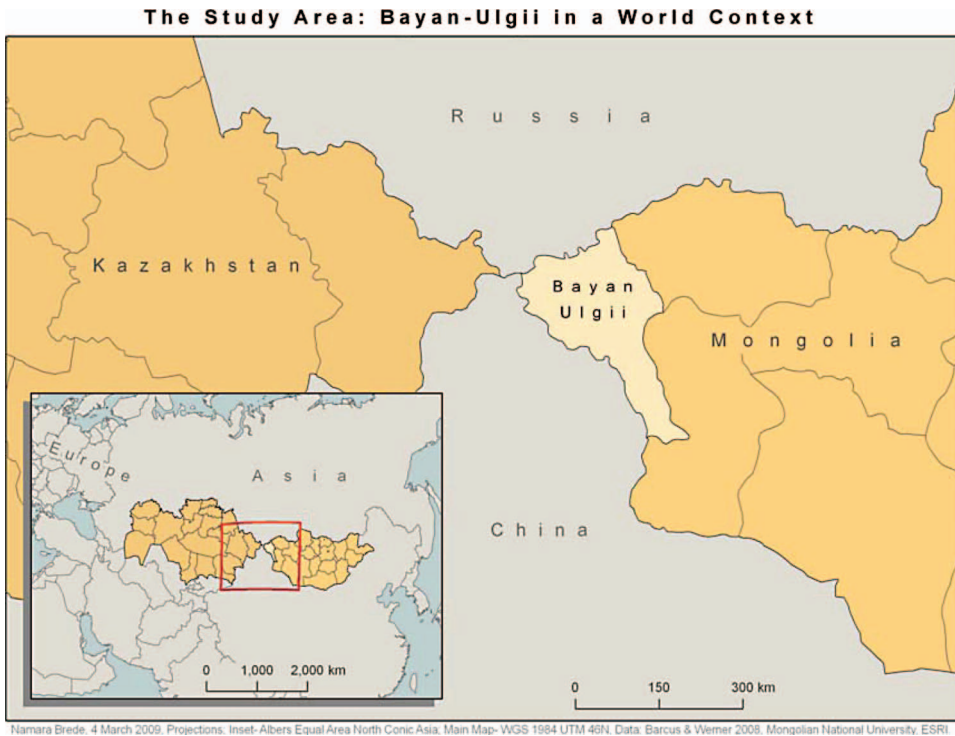 The Study Area: Bayan-Ulgii in a World Context
Russia
Kazakhstan
Bayan
Ulgii
Mongolia
Europe
Asia
China
0 1,000 2,000 km
0 150 300 km
Namara Brede, 4 March 2009, Projections: Inset- Albers Equal Area North Conic Asia; Main Map- WGS 1984 UTM 46N, Data: Barcus & Werner 2008, Mongolian National University, ESRI.